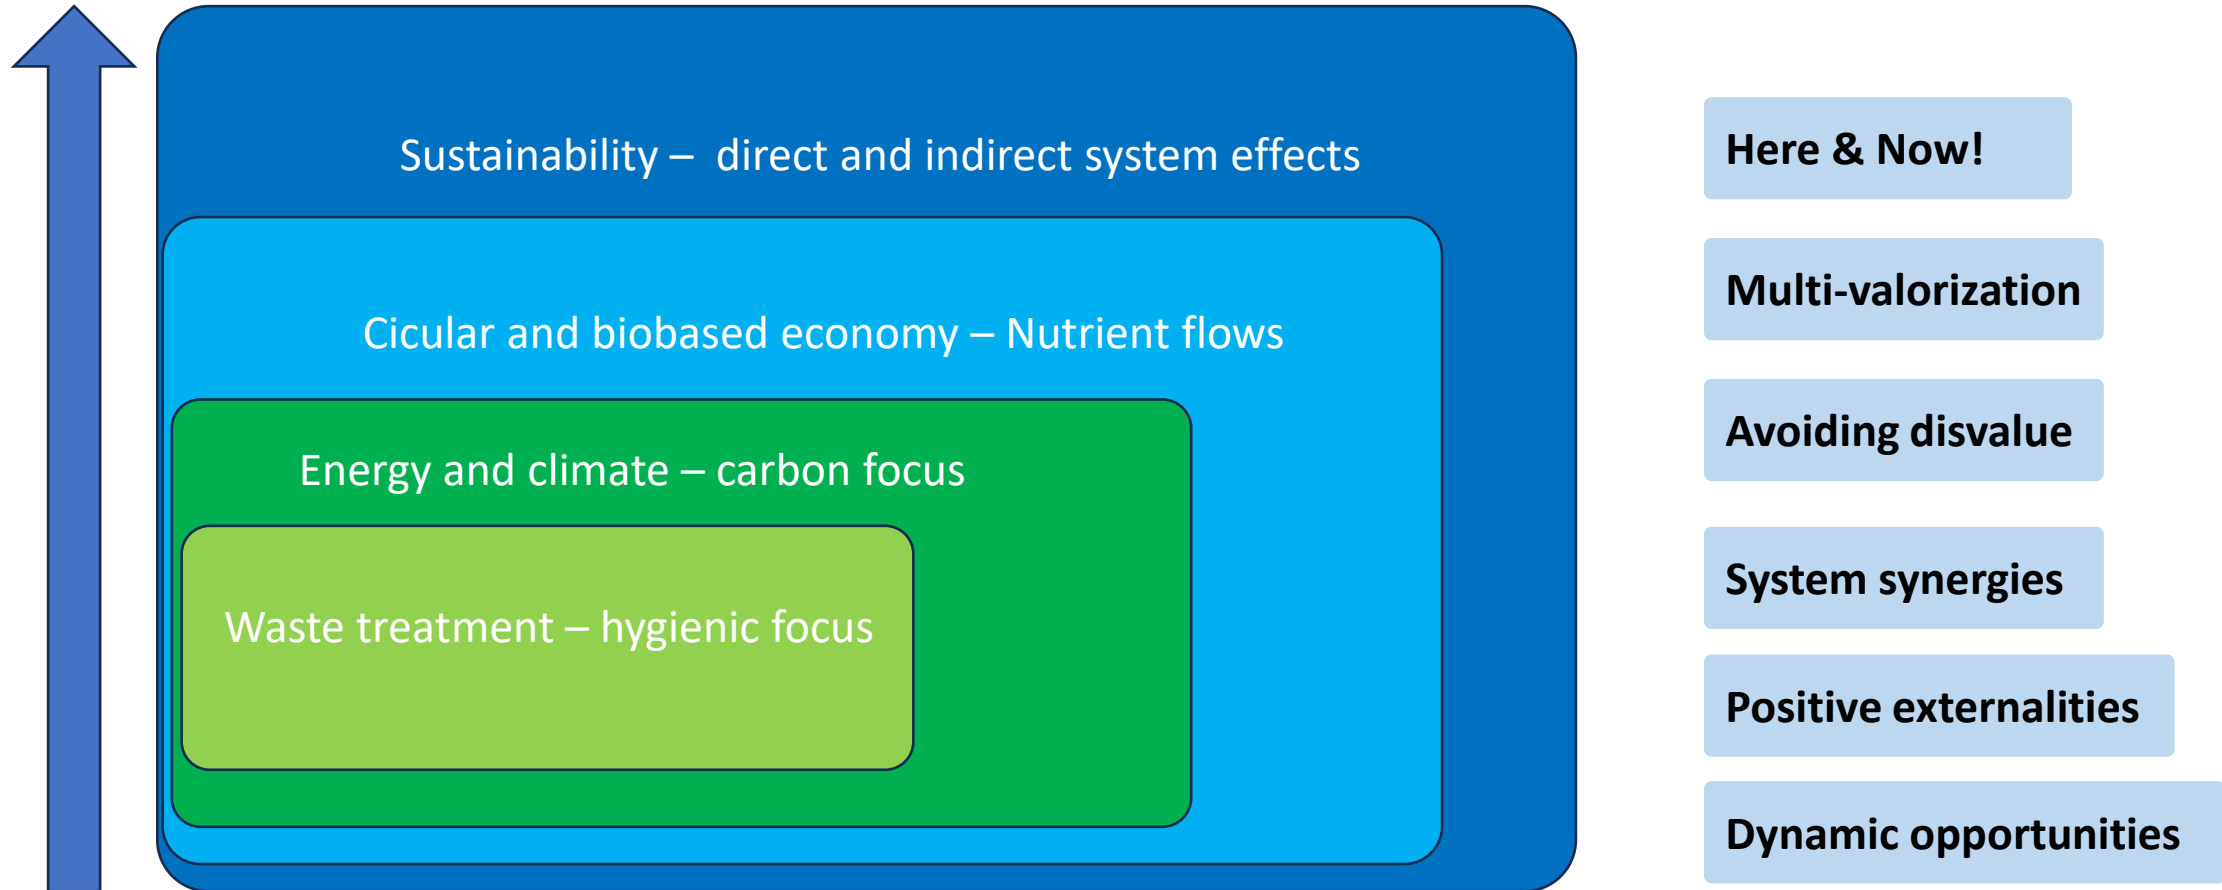 Sustainability – direct and indirect system effects
Cicular and biobased economy – Nutrient flows
Energy and climate – carbon focus
Waste treatment – hygienic focus
Here & Now!
Multi-valorization
Avoiding disvalue
System synergies
Positive externalities
Dynamic opportunities